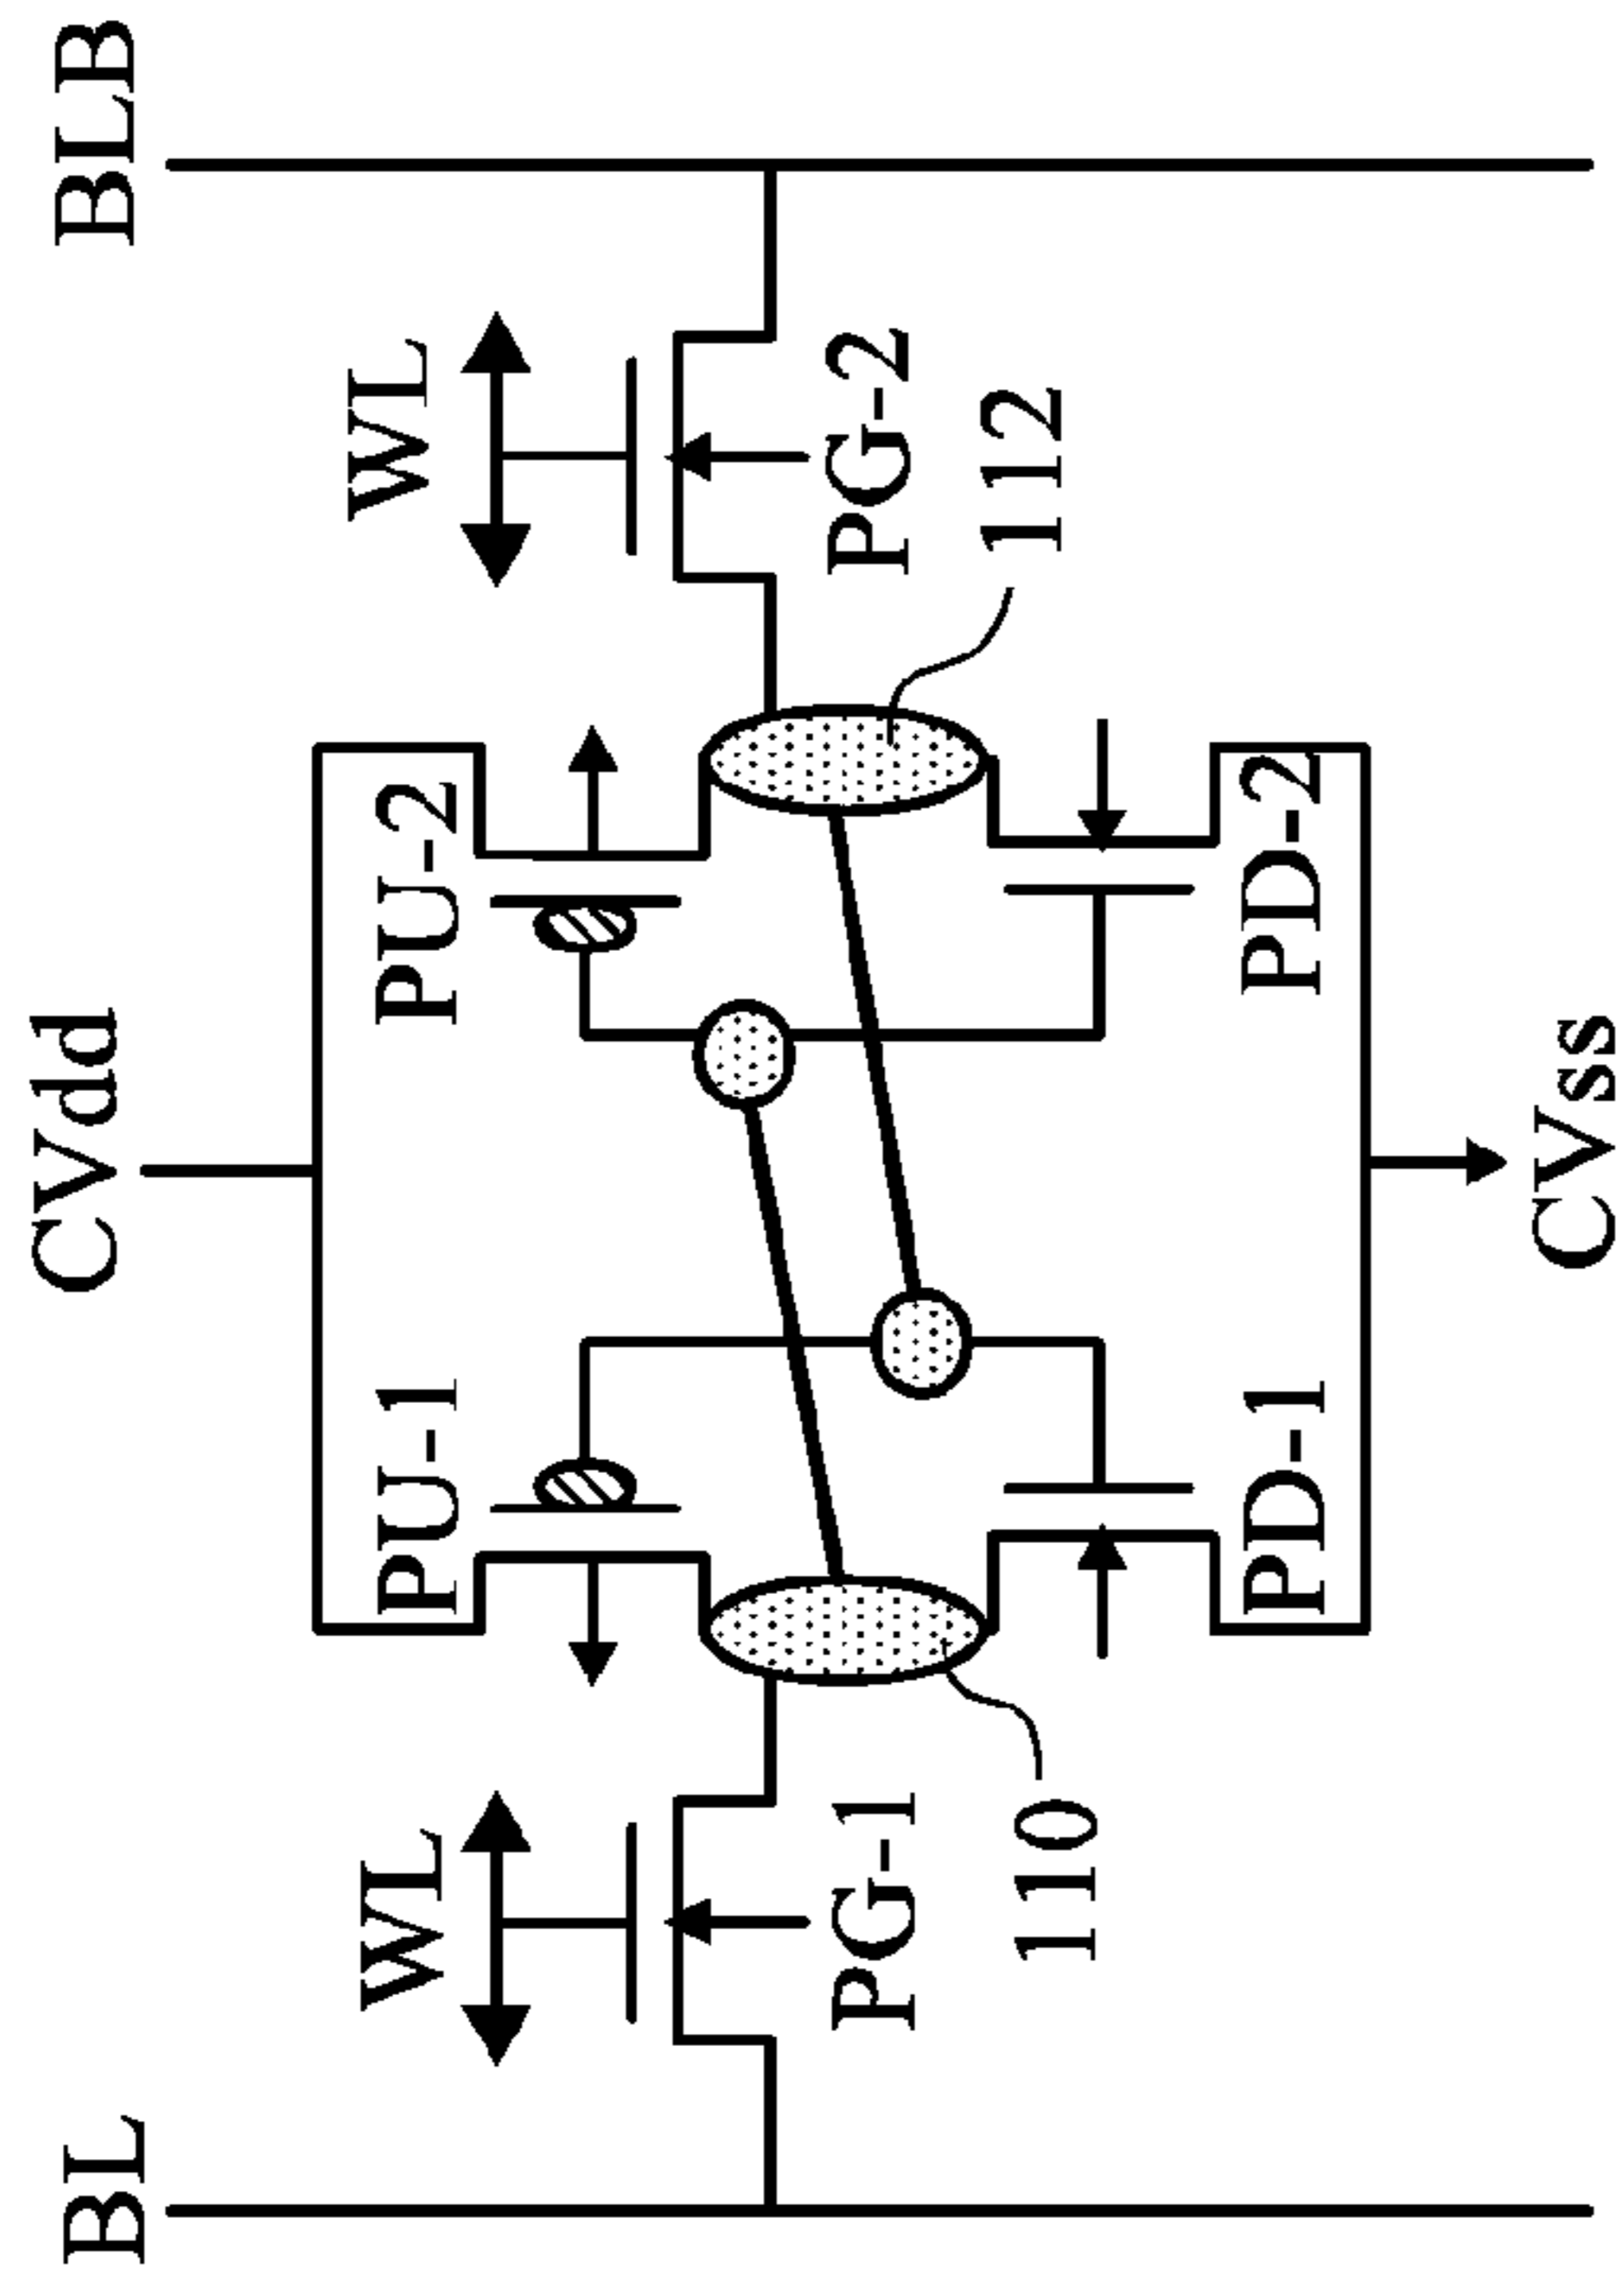 CVdd
BL
BLB
WL
WL
PU-1
PU-2
PG-1
PG-2
110
112
PD-1
PD-2
CVss